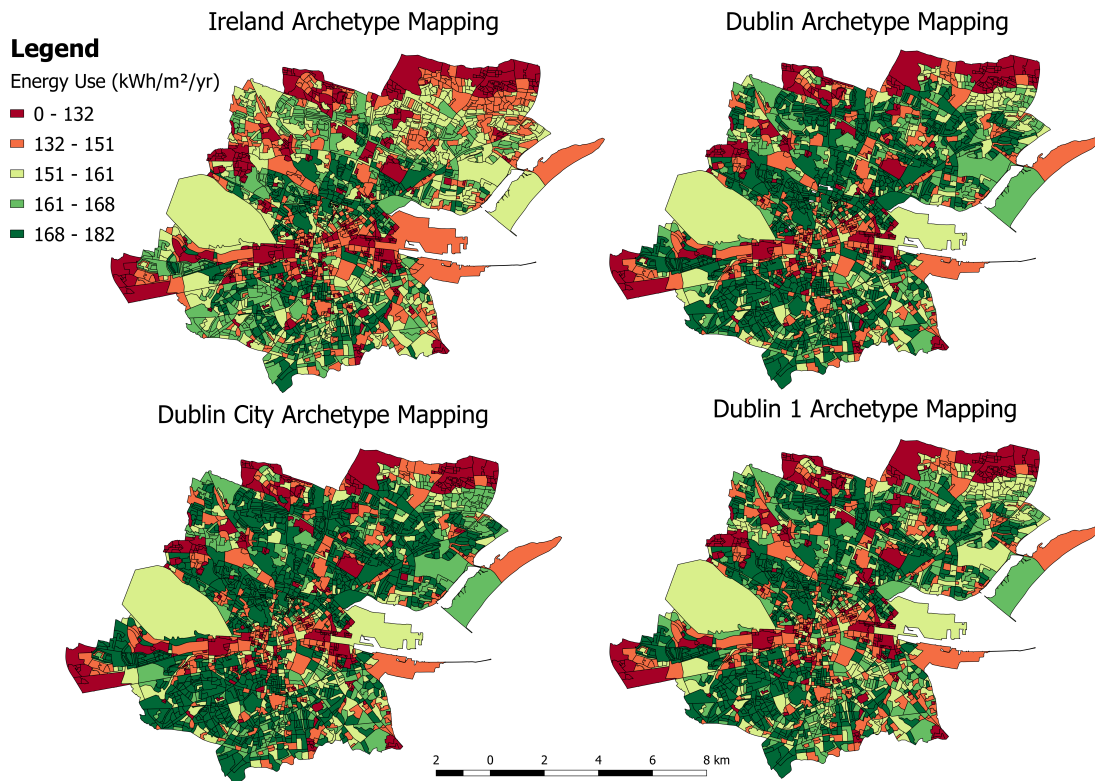 Ireland Archetype Mapping
Dublin Archetype Mapping
Legend
Energy Use (kWh/m²/yr)
0 - 132
132 - 151
151 - 161
161 - 168
168 - 182
Dublin City Archetype Mapping
Dublin 1 Archetype Mapping
2 0 2 4 6 8 km